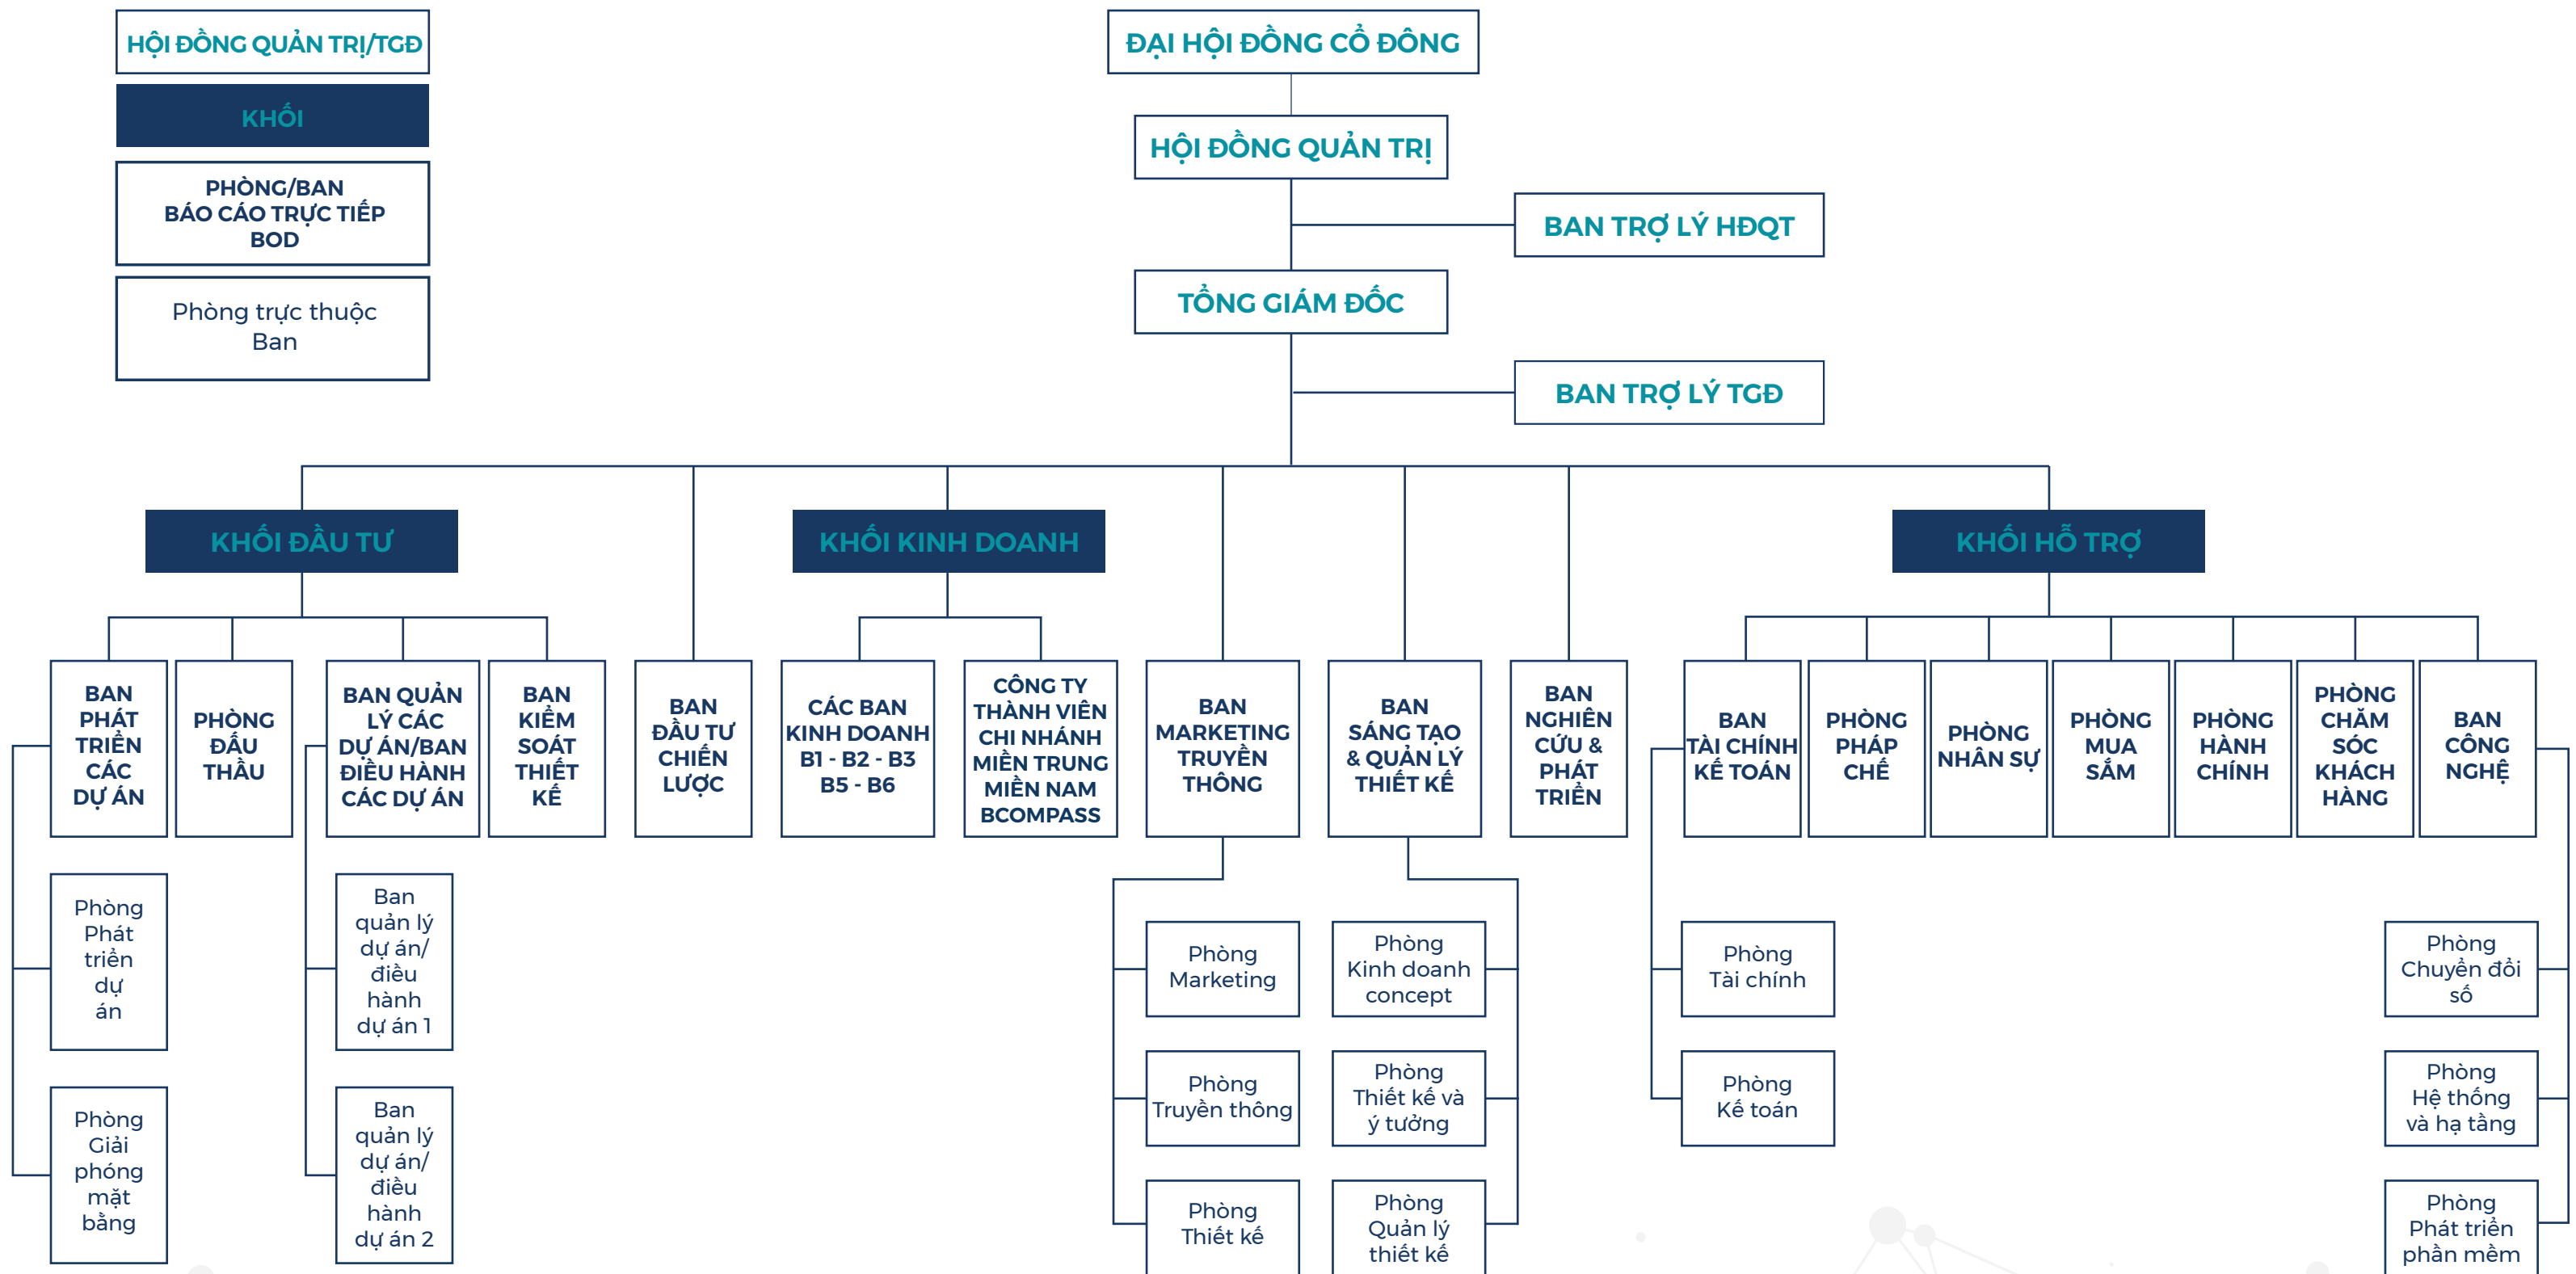 HỘI ĐỒNG QUẢN TRỊ/TGĐ
KHỐI
PHÒNG/BAN
BÁO CÁO TRỰC TIẾP
BOD
Phòng trực thuộc
Ban
ĐẠI HỘI ĐỒNG CỔ ĐÔNG
HỘI ĐỒNG QUẢN TRỊ
BAN TRỢ LÝ HĐQT
TỔNG GIÁM ĐỐC
BAN TRỢ LÝ TGĐ
KHỐI ĐẦU TƯ
KHỐI KINH DOANH
KHỐI HỖ TRỢ
BAN
PHÁT
TRIỂN
CÁC
DỰ ÁN
PHÒNG
ĐẤU
THẦU
BAN QUẢN
LÝ CÁC
DỰ ÁN/BAN
ĐIỀU HÀNH
CÁC DỰ ÁN
BAN
KIỂM
SOÁT
THIẾT
KẾ
BAN
ĐẦU TƯ
CHIẾN
LƯỢC
CÁC BAN
KINH DOANH
B1 - B2 - B3
B5 - B6
CÔNG TY
THÀNH VIÊN
CHI NHÁNH
MIỀN TRUNG
MIỀN NAM
BCOMPASS
BAN
MARKETING
TRUYỀN
THÔNG
BAN
SÁNG TẠO
& QUẢN LÝ
THIẾT KẾ
BAN
NGHIÊN
CỨU &
PHÁT
TRIỂN
BAN
TÀI CHÍNH
KẾ TOÁN
PHÒNG
PHÁP
CHẾ
PHÒNG
NHÂN SỰ
PHÒNG
MUA
SẮM
PHÒNG
HÀNH
CHÍNH
PHÒNG
CHĂM
SÓC
KHÁCH
HÀNG
BAN
CÔNG
NGHỆ
Phòng
Phát
triển
dự
án
Phòng
Giải
phóng
mặt
bằng
Ban
quản lý
dự án/
điều
hành
dự án 1
Ban
quản lý
dự án/
điều
hành
dự án 2
Phòng
Marketing
Phòng
Truyền thông
Phòng
Thiết kế
Phòng
Kinh doanh
concept
Phòng
Thiết kế và
ý tưởng
Phòng
Quản lý
thiết kế
Phòng
Tài chính
Phòng
Kế toán
Phòng
Chuyển đổi
số
Phòng
Hệ thống
và hạ tầng
Phòng
Phát triển
phần mềm